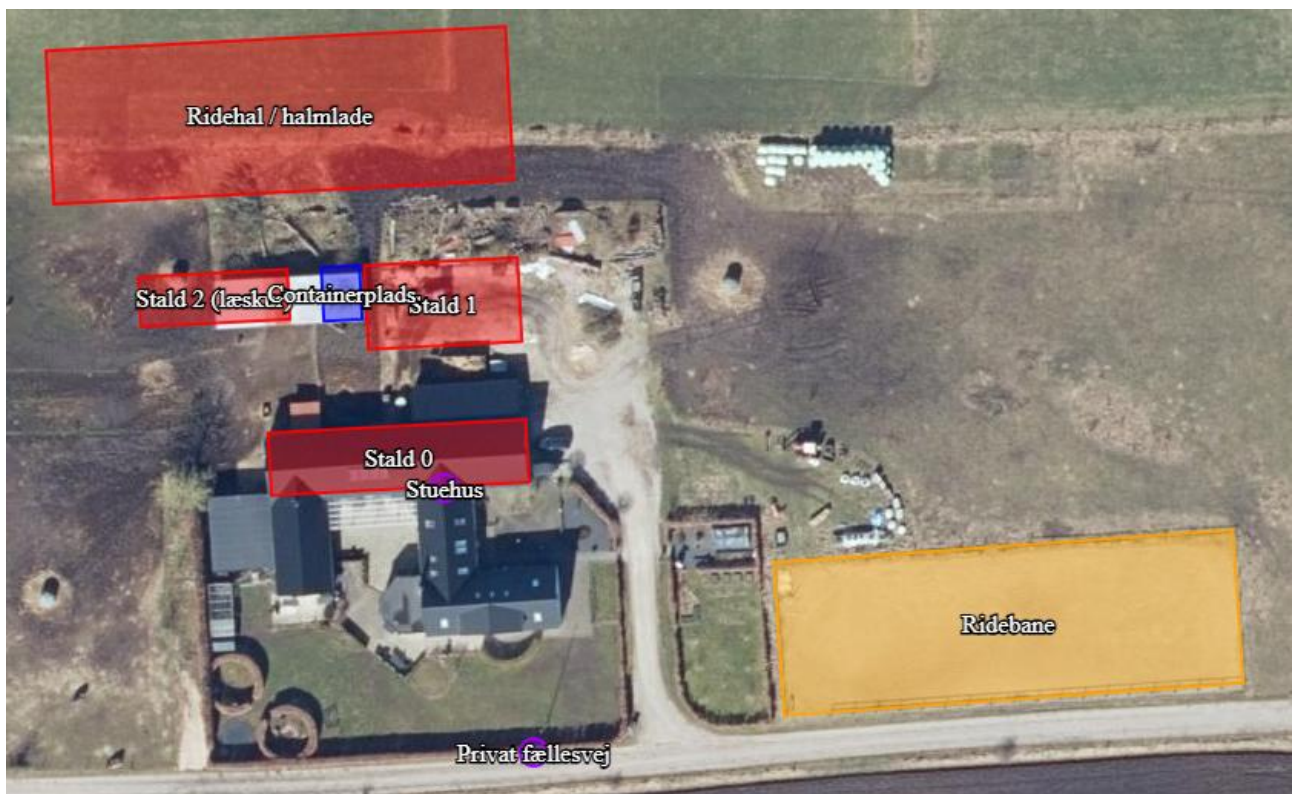 Ridehal / halmlade
Stald 2 (læskur)
Containerplads
Stald 1
Stald 0
Stuehus
Ridebane
Privat fællesvej